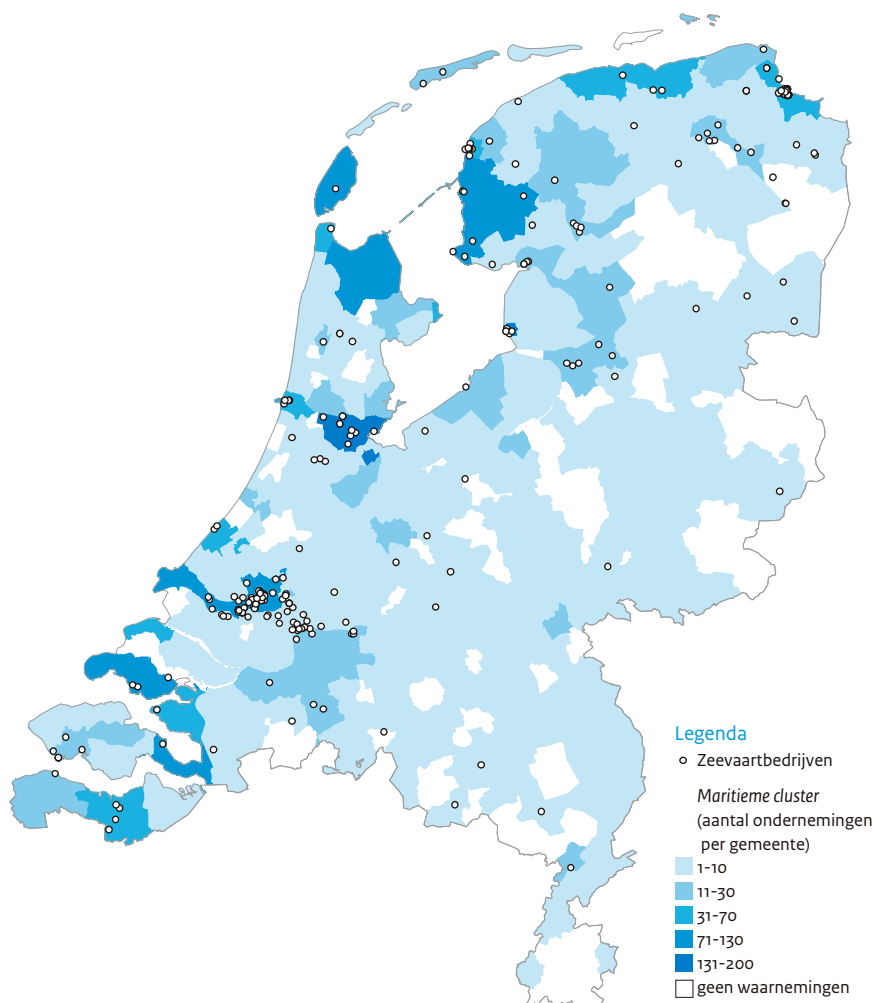 Legenda
Zeevaartbedrijven
Maritieme cluster
(aantal ondernemingen
per gemeente)
1-10
11-30
31-70
71-130
131-200
geen waarnemingen